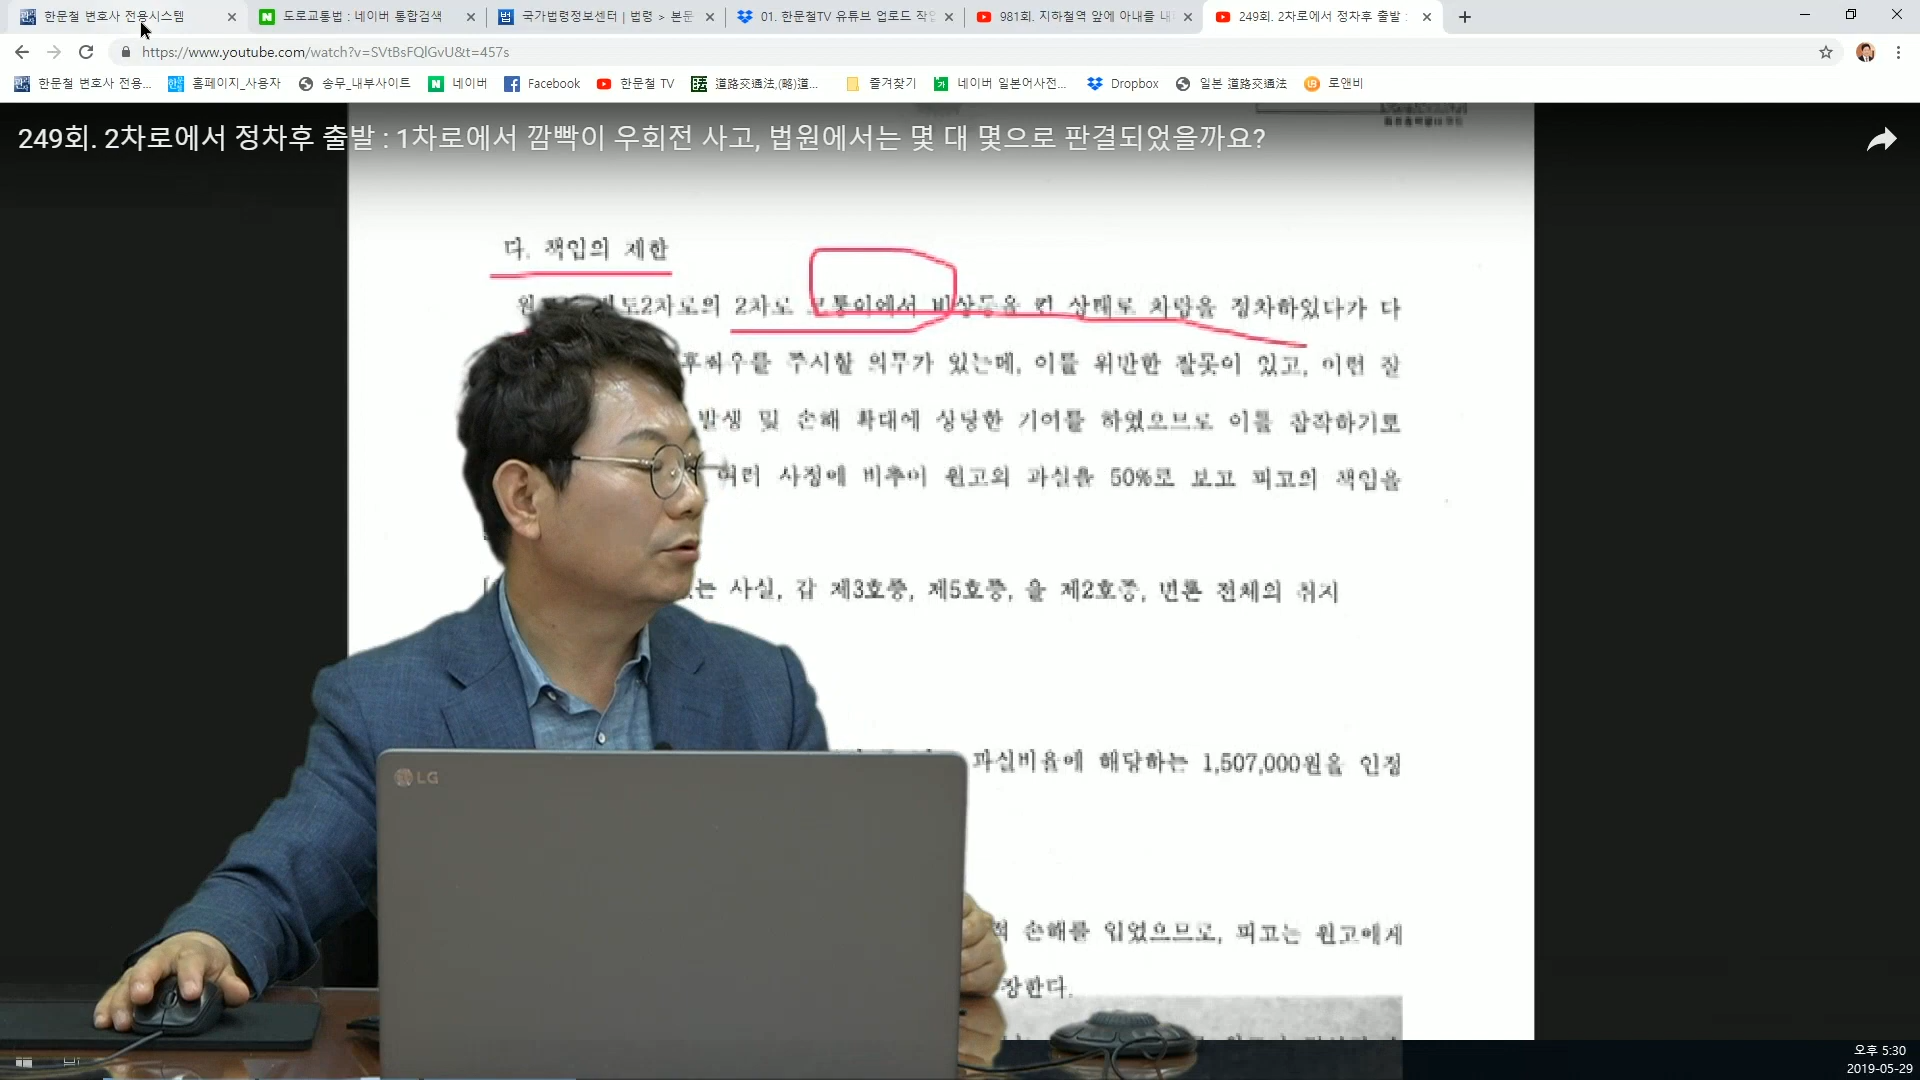 한문철 변호사 전용시스템
도로교통법 : 네이버 통합검색
국가법령정보센터 | 법령 > 본문
01. 한문철TV 유튜브 업로드 작업
981회. 지하철역 앞에 아내를 내
249회. 2차로에서 정차후 출발 :
https://www.youtube.com/watch?v=SVtBsFQlGvU&t=457s
한문철 변호사 전용...
홈페이지_사용자
송무_내부사이트
네이버
Facebook
한문철 TV
道路交通法,(略)道...
즐겨찾기
네이버 일본어사전...
Dropbox
일본 道路交通法
로앤비
249회. 2차로에서 정차후 출발 : 1차로에서 깜빡이 우회전 사고, 법원에서는 몇 대 몇으로 판결되었을까요?
다. 책임의 제한
도2차로의 2차로 모퉁이에서 비상등을 켠 상태로 차량을 정차하였다가 다
후좌우를 주시할 의무가 있는데, 이를 위반한 잘못이 있고, 이런 잘
발생 및 손해 확대에 상당한 기여를 하였으므로 이를 참작하기로
여러 사정에 비추어 원고의 과실을 50%로 보고 피고의 책임을
는 사실, 갑 제3호증, 제5호증, 을 제2호증, 변론 전체의 취지
과실비율에 해당하는 1,507,000원을 인정
적 손해를 입었으므로, 피고는 원고에게
장한다.
LG
오후 5:30
2019-05-29